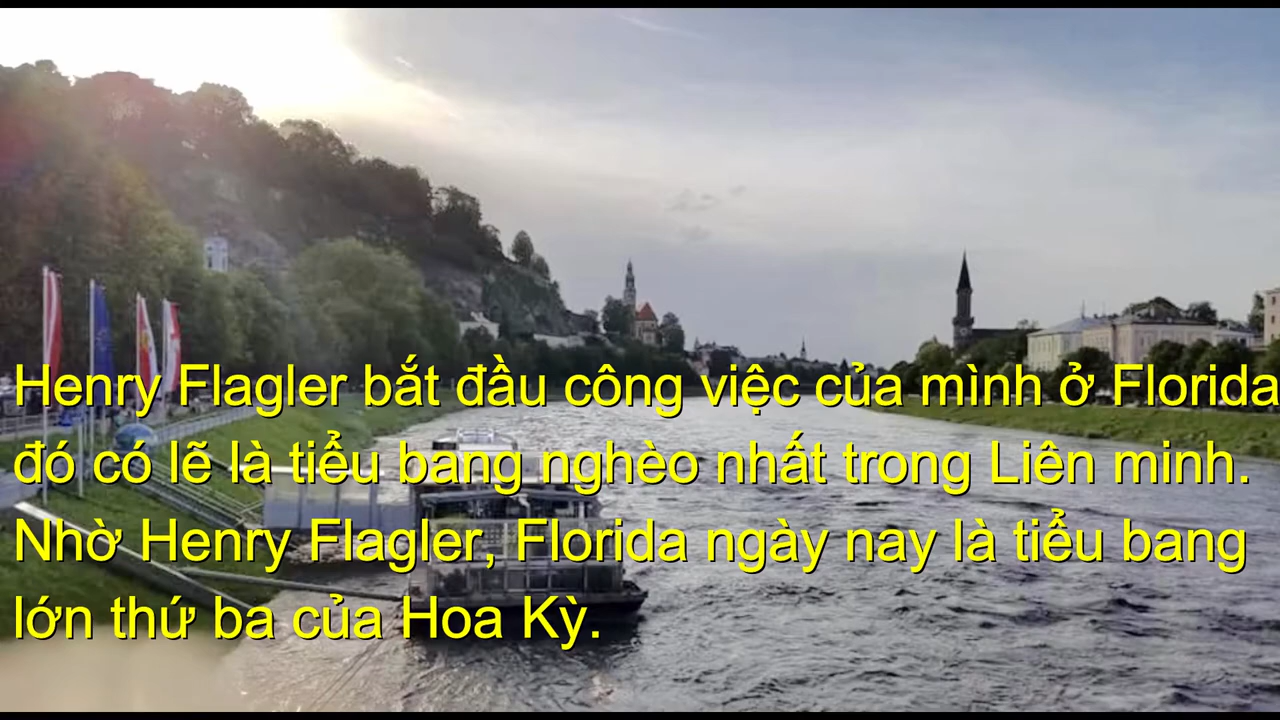 Henry Flagler bắt đầu công việc của mình ở Florida
đó có lẽ là tiểu bang nghèo nhất trong Liên minh.
Nhờ Henry Flagler, Florida ngày nay là tiểu bang
lớn thứ ba của Hoa Kỳ.